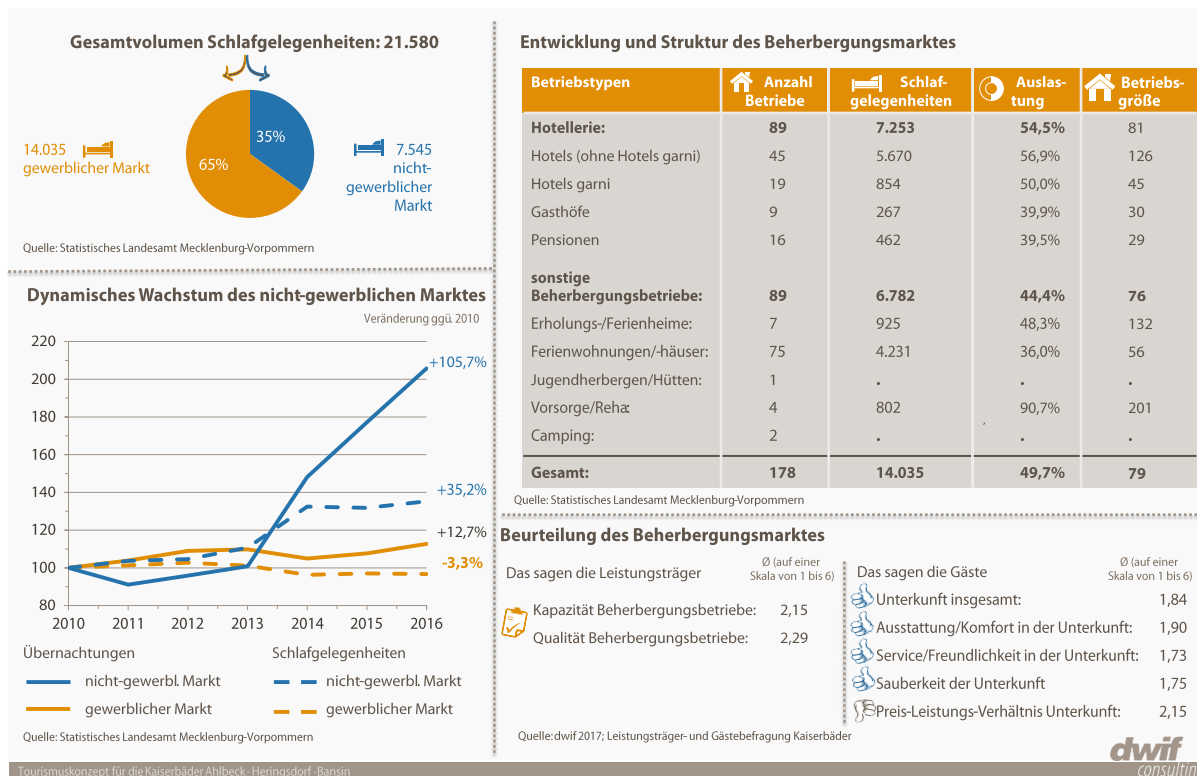 Gesamtvolumen Schlafgelegenheiten: 21.580
35%
65%
14.035
gewerblicher Markt
7.545
nicht-
gewerblicher
Markt
Quelle: Statistisches Landesamt Mecklenburg-Vorpommern
Dynamisches Wachstum des nicht-gewerblichen Marktes
Veränderung ggü. 2010
220
200
180
160
140
120
100
80
+105,7%
+35,2%
+12,7%
-3,3%
2010 2011 2012 2013 2014 2015 2016
Übernachtungen Schlafgelegenheiten
nicht-gewerbl. Markt nicht-gewerbl. Markt
gewerblicher Markt gewerblicher Markt
Quelle: Statistisches Landesamt Mecklenburg-Vorpommern
Entwicklung und Struktur des Beherbergungsmarktes
Betriebstypen Anzahl Schlaf- Auslas- Betriebs-
Betriebe gelegenheiten tung größe
Hotellerie: 89 7.253 54,5% 81
Hotels (ohne Hotels garni) 45 5.670 56,9% 126
Hotels garni 19 854 50,0% 45
Gasthöfe 9 267 39,9% 30
Pensionen 16 462 39,5% 29
sonstige
Beherbergungsbetriebe: 89 6.782 44,4% 76
Erholungs-/Ferienheime: 7 925 48,3% 132
Ferienwohnungen/-häuser: 75 4.231 36,0% 56
Jugendherbergen/Hütten: 1 . . .
Vorsorge/Reha: 4 802 90,7% 201
Camping: 2 . . .
Gesamt: 178 14.035 49,7% 79
Quelle: Statistisches Landesamt Mecklenburg-Vorpommern
Beurteilung des Beherbergungsmarktes
Das sagen die Leistungsträger Ø (auf einer
Skala von 1 bis 6)
Kapazität Beherbergungsbetriebe: 2,15
Qualität Beherbergungsbetriebe: 2,29
Das sagen die Gäste Ø (auf einer
Skala von 1 bis 6)
Unterkunft insgesamt: 1,84
Ausstattung/Komfort in der Unterkunft: 1,90
Service/Freundlichkeit in der Unterkunft: 1,73
Sauberkeit der Unterkunft 1,75
Preis-Leistungs-Verhältnis Unterkunft: 2,15
Quelle: dwif 2017; Leistungsträger- und Gästebefragung Kaiserbäder
dwif
consultin
Tourismuskonzept für die Kaiserbäder Ahlbeck · Heringsdorf · Bansin